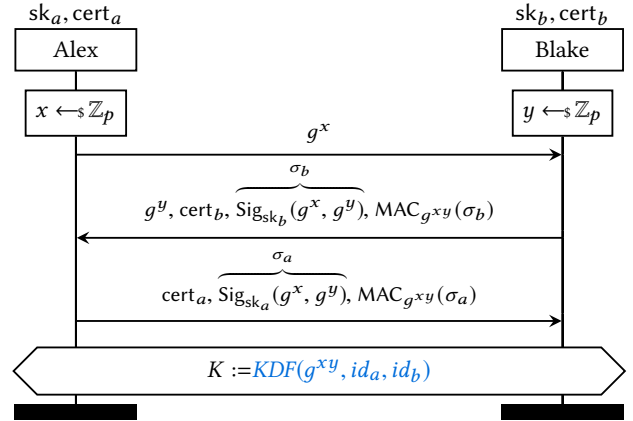 sk_a, cert_a
sk_b, cert_b
Alex
Blake
x ←$ ℤ_p
y ←$ ℤ_p
g^x
σ_b
g^y, cert_b, Sig_{sk_b}(g^x, g^y), MAC_{g^{xy}}(σ_b)
σ_a
cert_a, Sig_{sk_a}(g^x, g^y), MAC_{g^{xy}}(σ_a)
K :=KDF(g^{xy}, id_a, id_b)